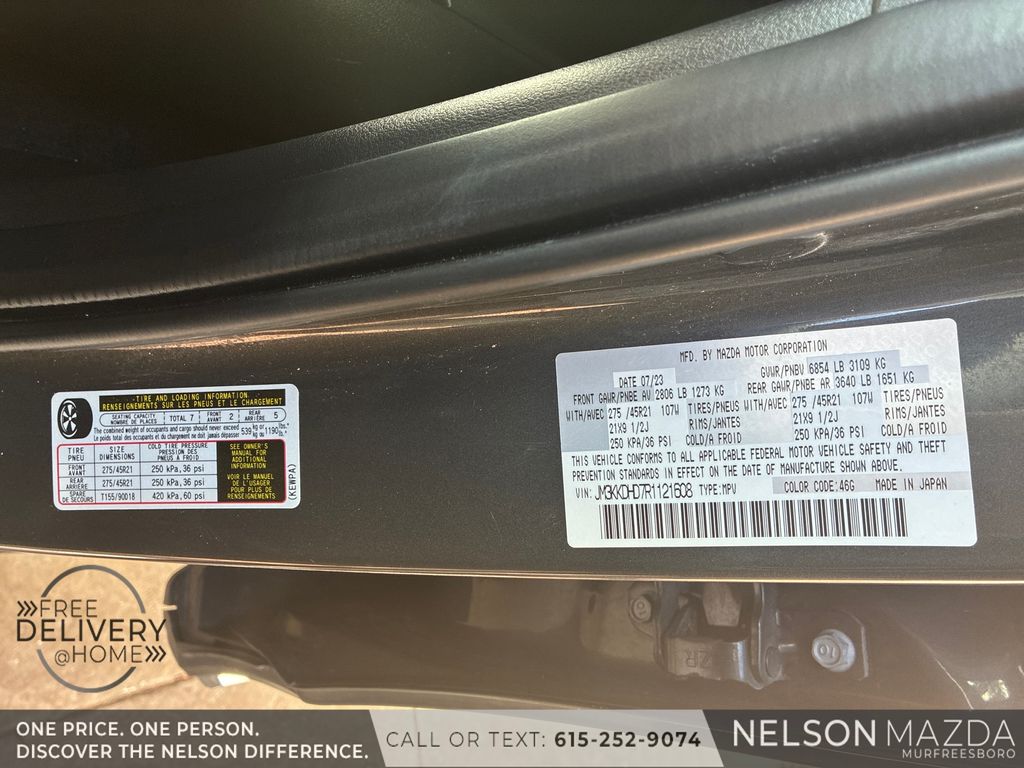 TIRE AND LOADING INFORMATION
RENSEIGNEMENTS SUR LES PNEUS ET LE CHARGEMENT
SEATING CAPACITY
NOMBRE DE PLACES
TOTAL 7
FRONT
AVANT 2
REAR
ARRIÈRE 5
The combined weight of occupants and cargo should never exceed 539 kg or 1190 lbs.
Le poids total des occupants et du chargement ne doit jamais dépasser kg ou lb.
TIRE
PNEU
SIZE
DIMENSIONS
COLD TIRE PRESSURE
PRESSION DES
PNEUS A FROID
FRONT
AVANT
275/45R21
250 kPa, 36 psi
REAR
ARRIERE
275/45R21
250 kPa, 36 psi
SPARE
DE SECOURS
T155/90D18
420 kPa, 60 psi
SEE OWNER'S
MANUAL FOR
ADDITIONAL
INFORMATION
VOIR LE MANUEL
DE L'USAGER
POUR PLUS DE
RENSEIGNEMENTS
(KEWPA)
MFD. BY MAZDA MOTOR CORPORATION
DATE 07/23 GVWR/PNBV 6854 LB 3109 KG
FRONT GAWR/PNBE AV 2806 LB 1273 KG REAR GAWR/PNBE AR 3640 LB 1651 KG
WITH/AVEC 275 /45R21 107W TIRES/PNEUS WITH/AVEC 275 /45R21 107W TIRES/PNEUS
21X9 1/2J RIMS/JANTES 21X9 1/2J RIMS/JANTES
250 KPA/36 PSI COLD/A FROID 250 KPA/36 PSI COLD/A FROID
THIS VEHICLE CONFORMS TO ALL APPLICABLE FEDERAL MOTOR VEHICLE SAFETY AND THEFT
PREVENTION STANDARDS IN EFFECT ON THE DATE OF MANUFACTURE SHOWN ABOVE.
VIN: JM3KKDHD7R1121608 TYPE:MPV COLOR CODE:46G MADE IN JAPAN
ZR
10
FREE
DELIVERY
@HOME
ONE PRICE. ONE PERSON.
DISCOVER THE NELSON DIFFERENCE.
CALL OR TEXT: 615-252-9074
NELSON MAZDA
MURFREESBORO